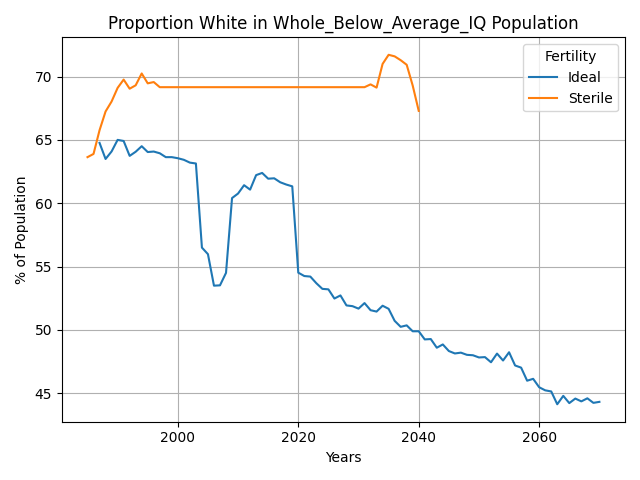 Proportion White in Whole_Below_Average_IQ Population
Fertility
Ideal
Sterile
% of Population
70
65
60
55
50
45
2000
2020
2040
2060
Years